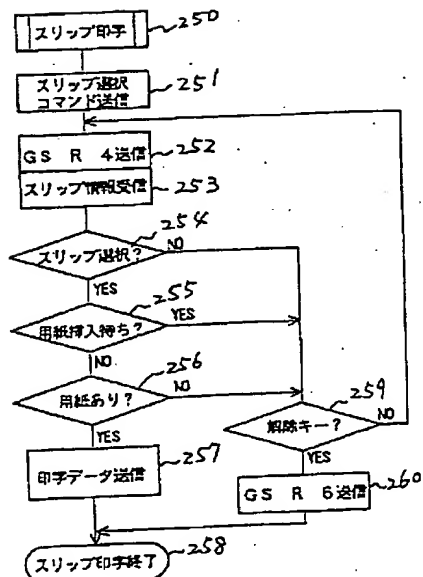 スリップ印字 250
スリップ選択
コマンド送信 251
GS R 4送信 252
スリップ情報受信 253
スリップ選択? 254
NO
YES
用紙挿入待ち? 255
YES
NO
用紙あり? 256
NO
YES
解除キー? 259
NO
YES
印字データ送信 257
GS R 6送信 260
スリップ印字終了 258